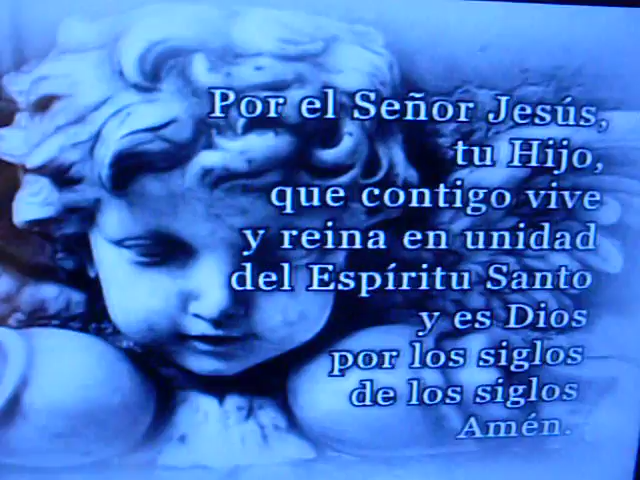 Por el Señor Jesús,
tu Hijo,
que contigo vive
y reina en unidad
del Espíritu Santo
y es Dios
por los siglos
de los siglos
Amén.